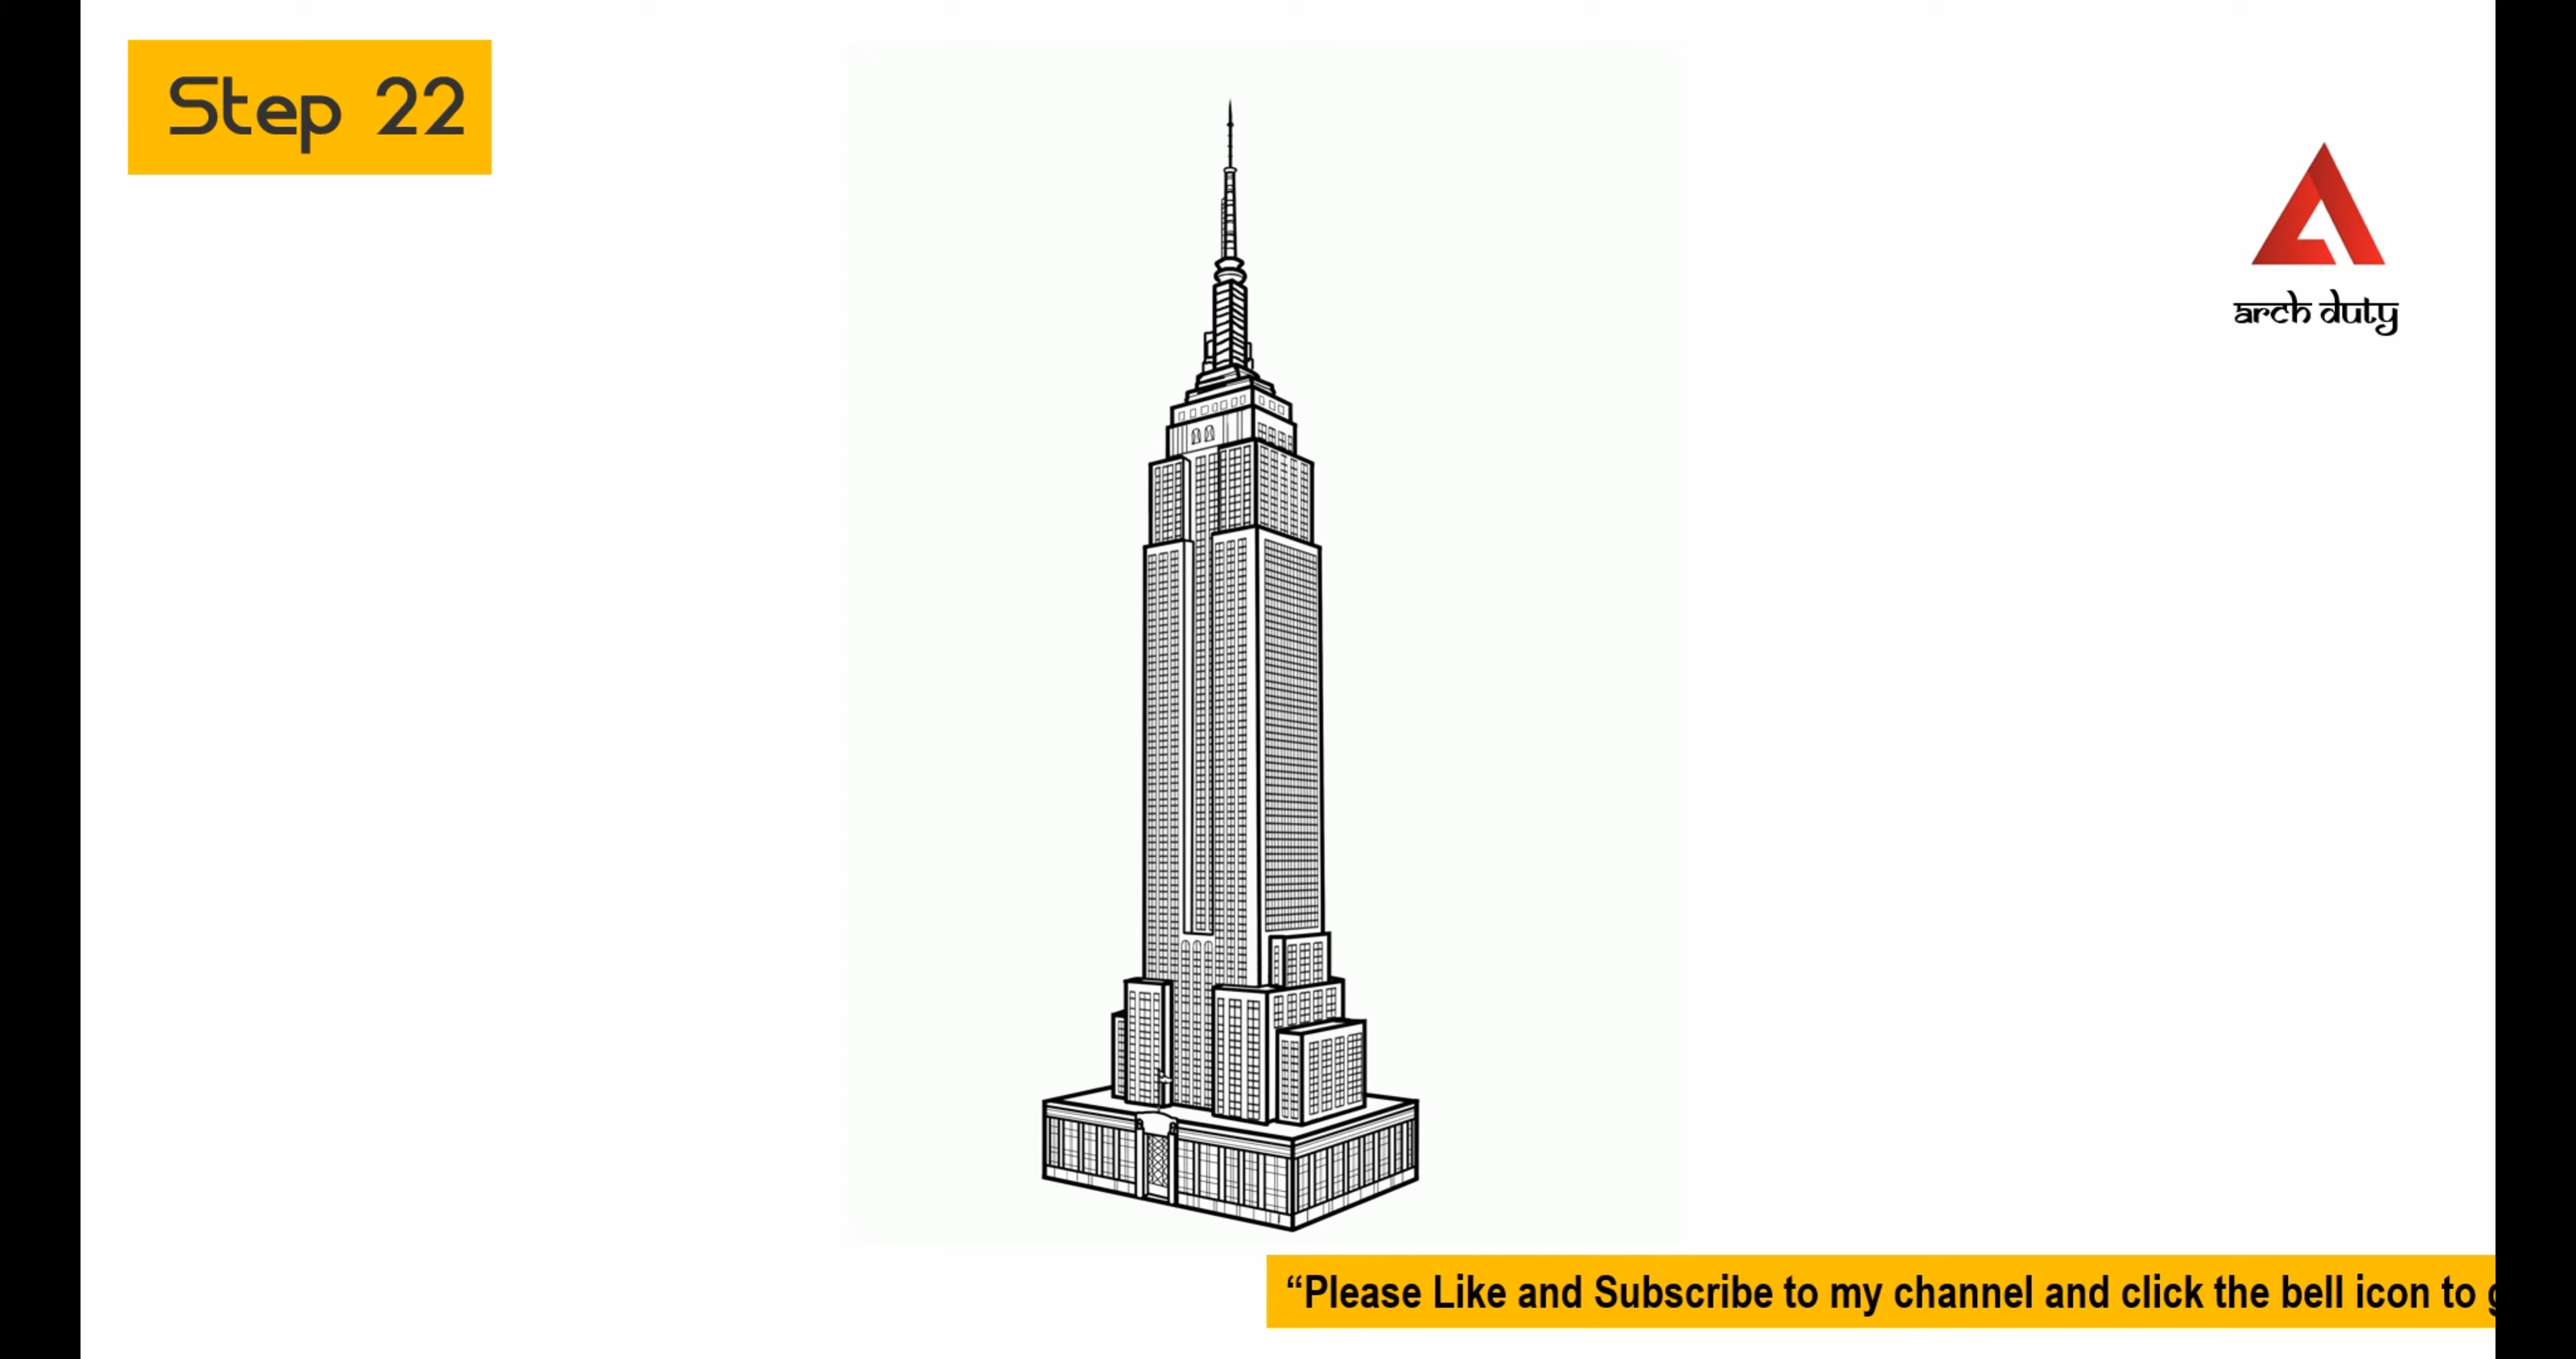 Step 22
arch duty
“Please Like and Subscribe to my channel and click the bell icon to